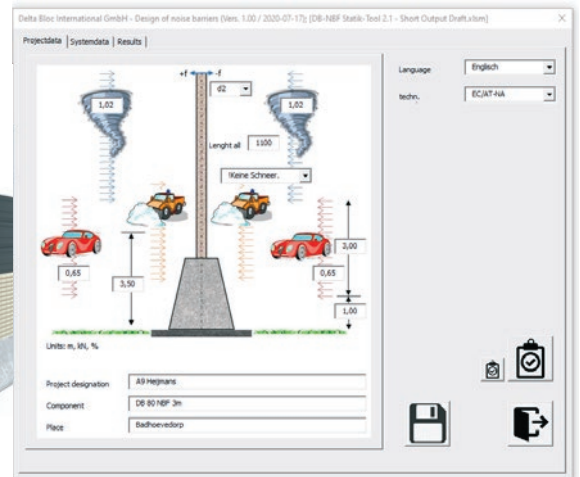 Delta Bloc International GmbH - Design of noise barriers (Vers. 1.00 / 2020-07-17); [DB-NBF Statik-Tool 2.1 - Short Output Draft.xlsm]
Projectdata Systemdata Results
Language Englisch
techn. EC/AT-NA
+f -f
d2
1,02 1,02
Lenght all 1100
!Keine Schneer.
0,65 3,50 0,65 3,00
1,00
Units: m, kN, %
Project designation A9 Heijmans
Component DB 80 NBF 3m
Place Badhoevedorp